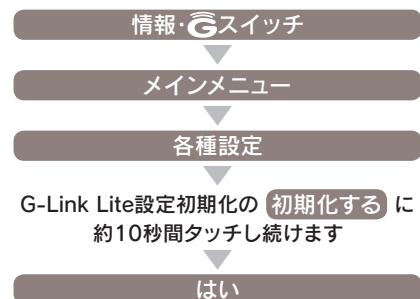 情報・Gスイッチ
メインメニュー
各種設定
G-Link Lite設定初期化の 初期化する に
約10秒間タッチし続けます
はい